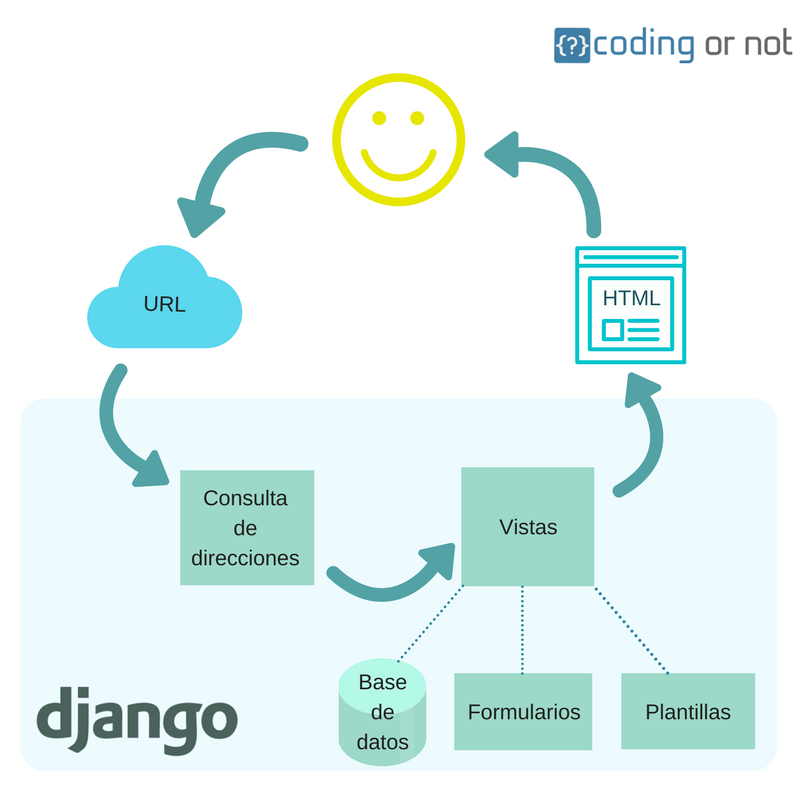 {?} coding or not
URL
HTML
Consulta
de
direcciones
Vistas
Base
de
datos
Formularios
Plantillas
django